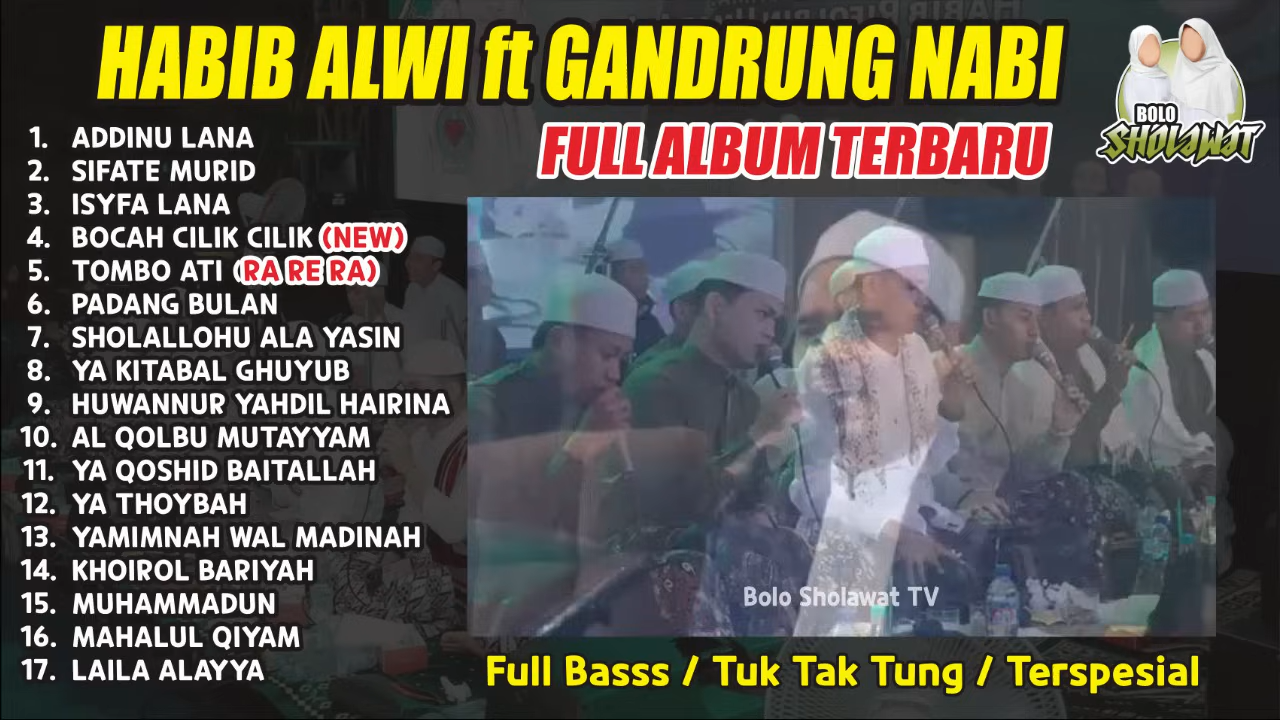 HABIB ALWI ft GANDRUNG NABI
FULL ALBUM TERBARU
BOLO
SHOLAWAT
1. ADDINU LANA
2. SIFATE MURID
3. ISYFA LANA
4. BOCAH CILIK CILIK (NEW)
5. TOMBO ATI (RA RE RA)
6. PADANG BULAN
7. SHOLALLOHU ALA YASIN
8. YA KITABAL GHUYUB
9. HUWANNUR YAHDIL HAIRINA
10. AL QOLBU MUTAYYAM
11. YA QOSHID BAITALLAH
12. YA THOYBAH
13. YAMIMNAH WAL MADINAH
14. KHOIROL BARIYAH
15. MUHAMMADUN
16. MAHALUL QIYAM
17. LAILA ALAYYA
Bolo Sholawat TV
Full Basss / Tuk Tak Tung / Terspesial